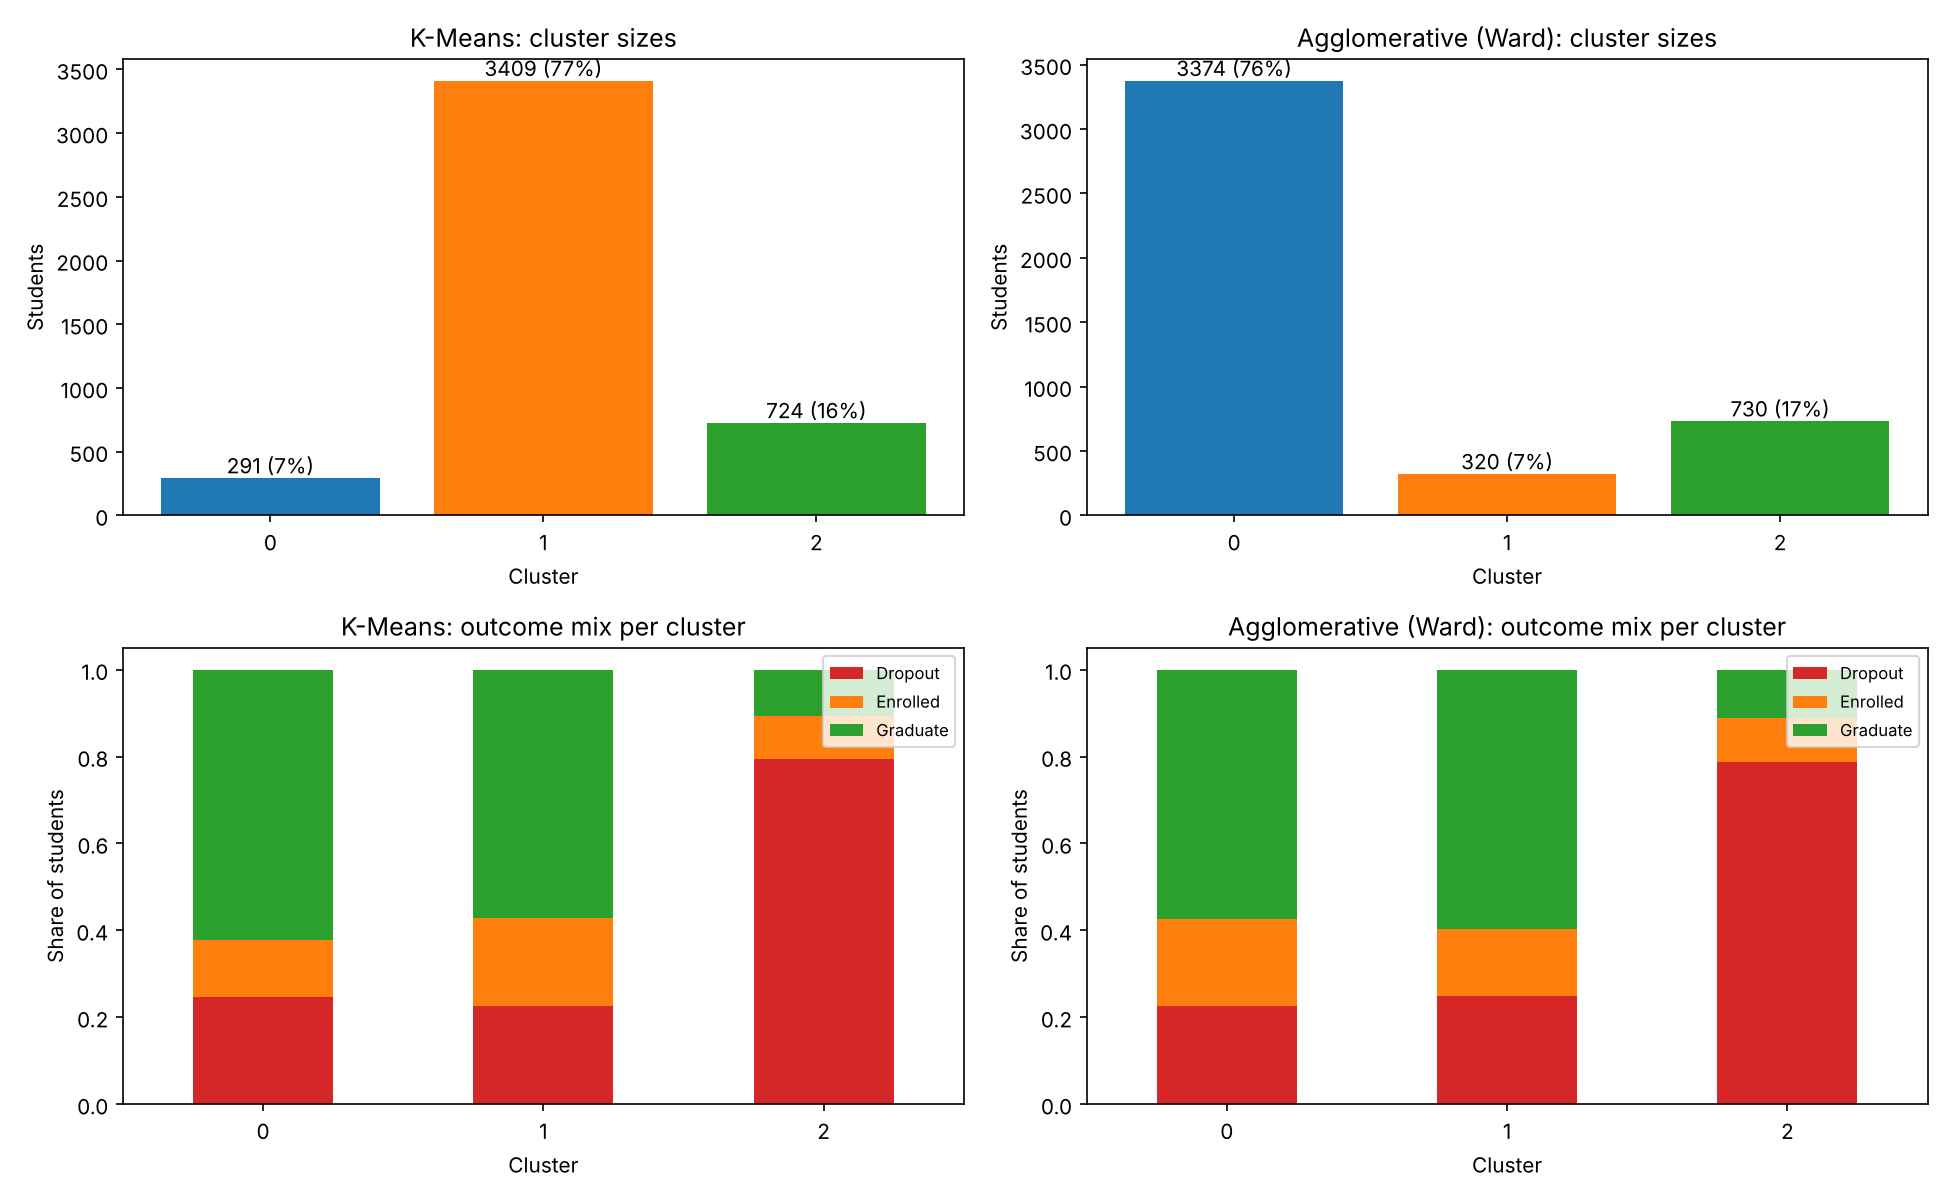 K-Means: cluster sizes
3500
3000
2500
2000
1500
1000
500
0
Students
291 (7%)
3409 (77%)
724 (16%)
0 1 2
Cluster
Agglomerative (Ward): cluster sizes
3500
3000
2500
2000
1500
1000
500
0
Students
3374 (76%)
320 (7%)
730 (17%)
0 1 2
Cluster
K-Means: outcome mix per cluster
1.0
0.8
0.6
0.4
0.2
0.0
Share of students
Dropout
Enrolled
Graduate
0 1 2
Cluster
Agglomerative (Ward): outcome mix per cluster
1.0
0.8
0.6
0.4
0.2
0.0
Share of students
Dropout
Enrolled
Graduate
0 1 2
Cluster